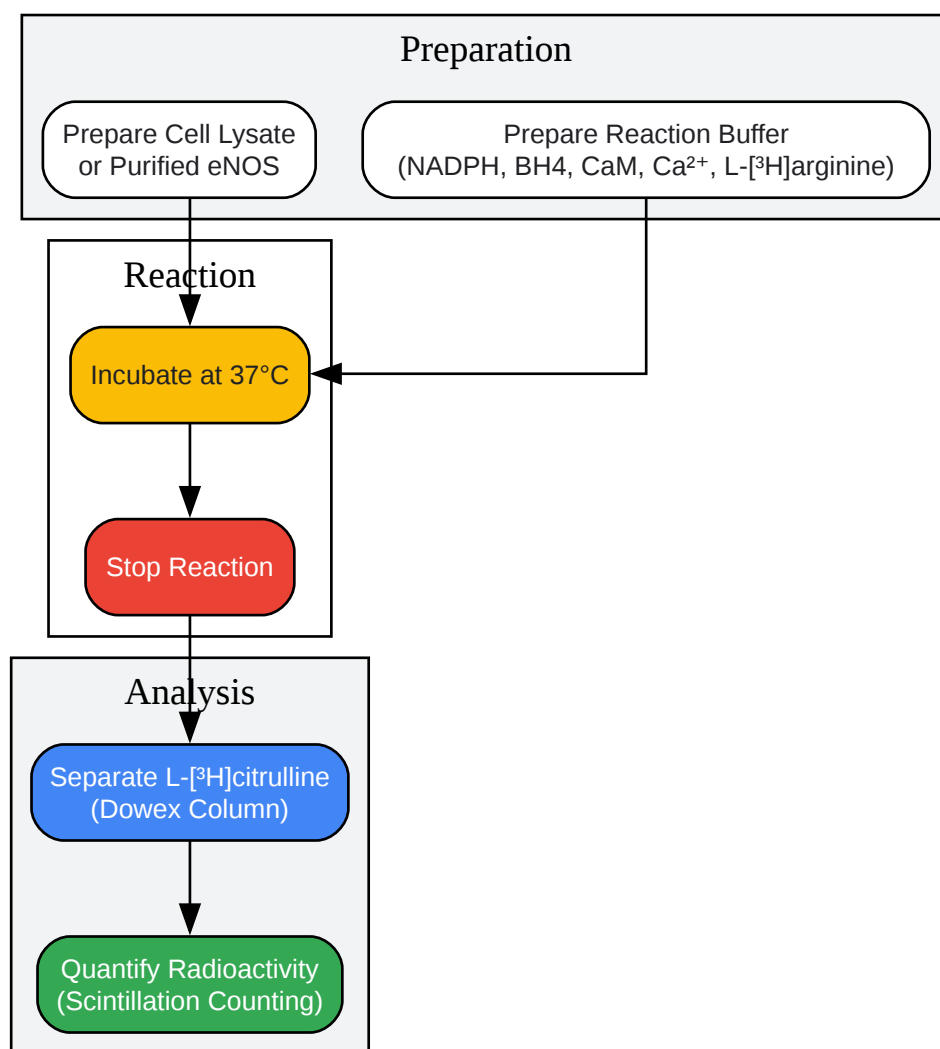 Preparation
Prepare Cell Lysate
or Purified eNOS
Prepare Reaction Buffer
(NADPH, BH4, CaM, Ca²⁺, L-[³H]arginine)
Reaction
Incubate at 37°C
Stop Reaction
Analysis
Separate L-[³H]citrulline
(Dowex Column)
Quantify Radioactivity
(Scintillation Counting)